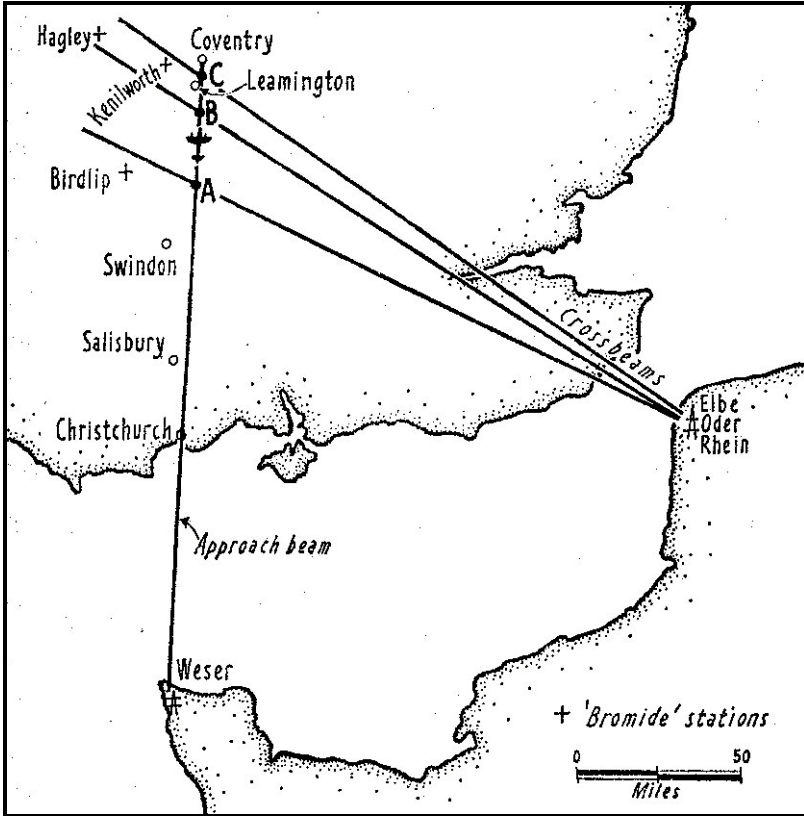 Hagley+
Coventry
Kenilworth+
C
Leamington
B
Birdlip +
A
Swindon
Salisbury
Crossbeams
Elbe
Oder
Rhein
Christchurch
Approach beam
Weser
+ 'Bromide' stations
0 50
Miles